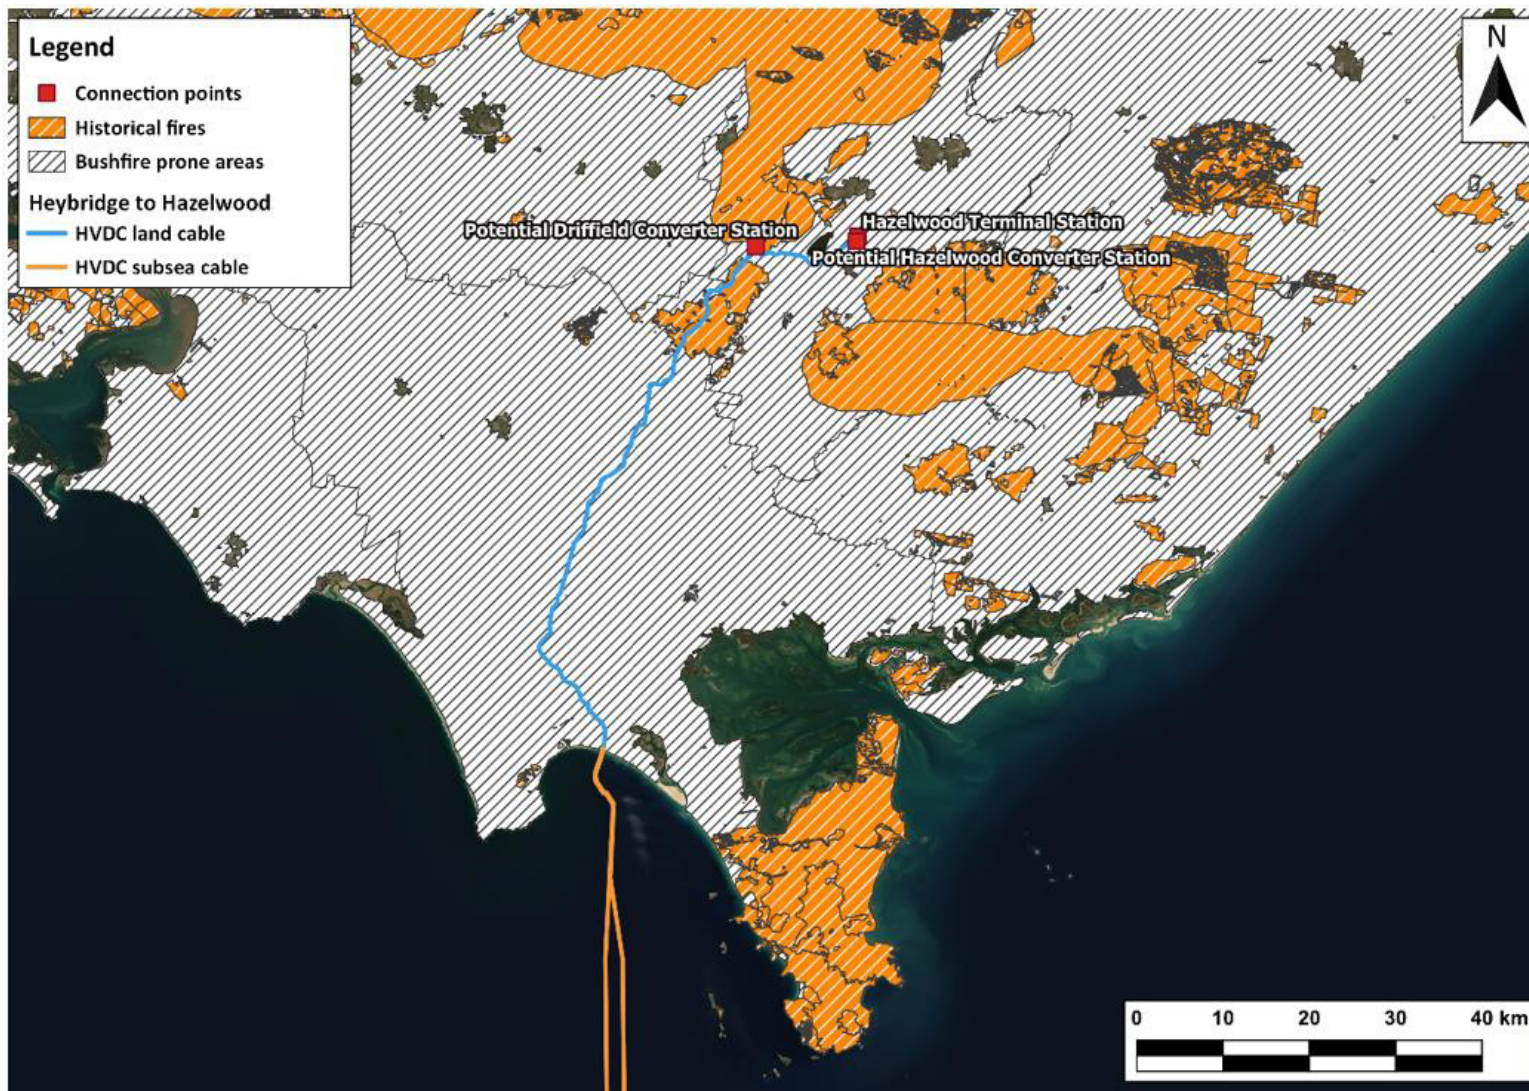 Legend
Connection points
Historical fires
Bushfire prone areas
Heybridge to Hazelwood
HVDC land cable
HVDC subsea cable
N
Potential Driffield Converter Station
Hazelwood Terminal Station
Potential Hazelwood Converter Station
0 10 20 30 40 km